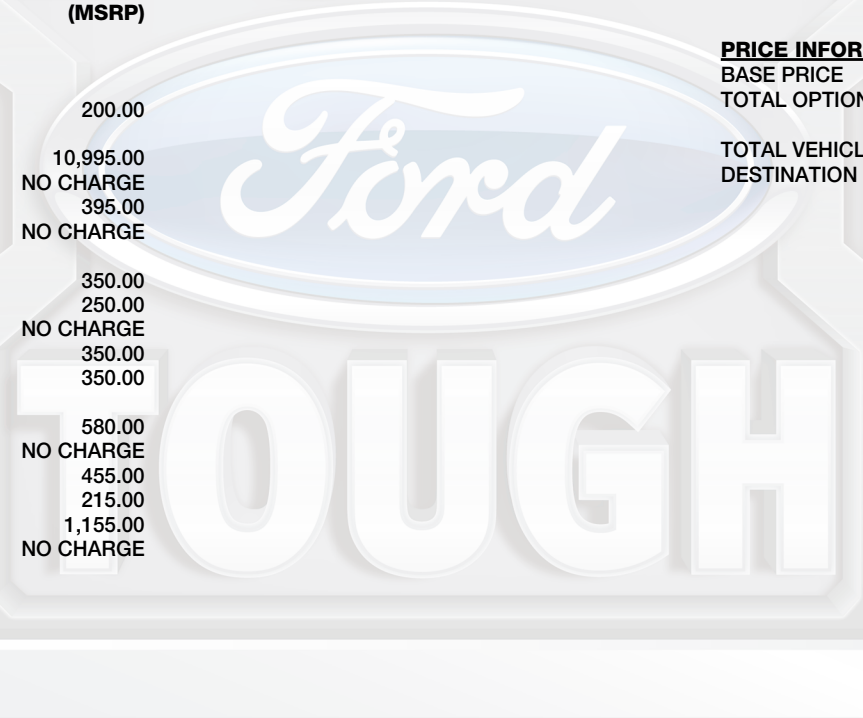 (MSRP)
200.00
10,995.00
NO CHARGE
395.00
NO CHARGE
350.00
250.00
NO CHARGE
350.00
350.00
580.00
NO CHARGE
455.00
215.00
1,155.00
NO CHARGE
PRICE INFOR
BASE PRICE
TOTAL OPTION
TOTAL VEHICL
DESTINATION
Ford
TOUGH